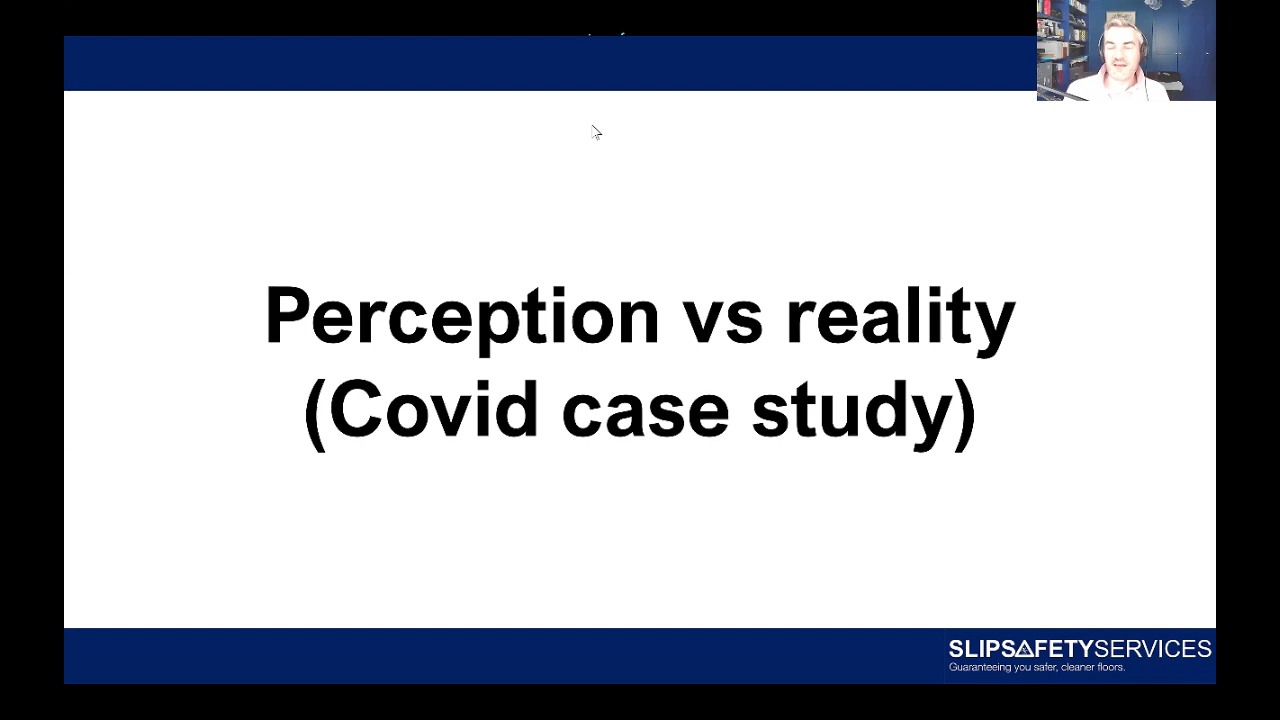 Perception vs reality
(Covid case study)
SLIPSAFETYSERVICES
Guaranteeing you safer, cleaner floors.